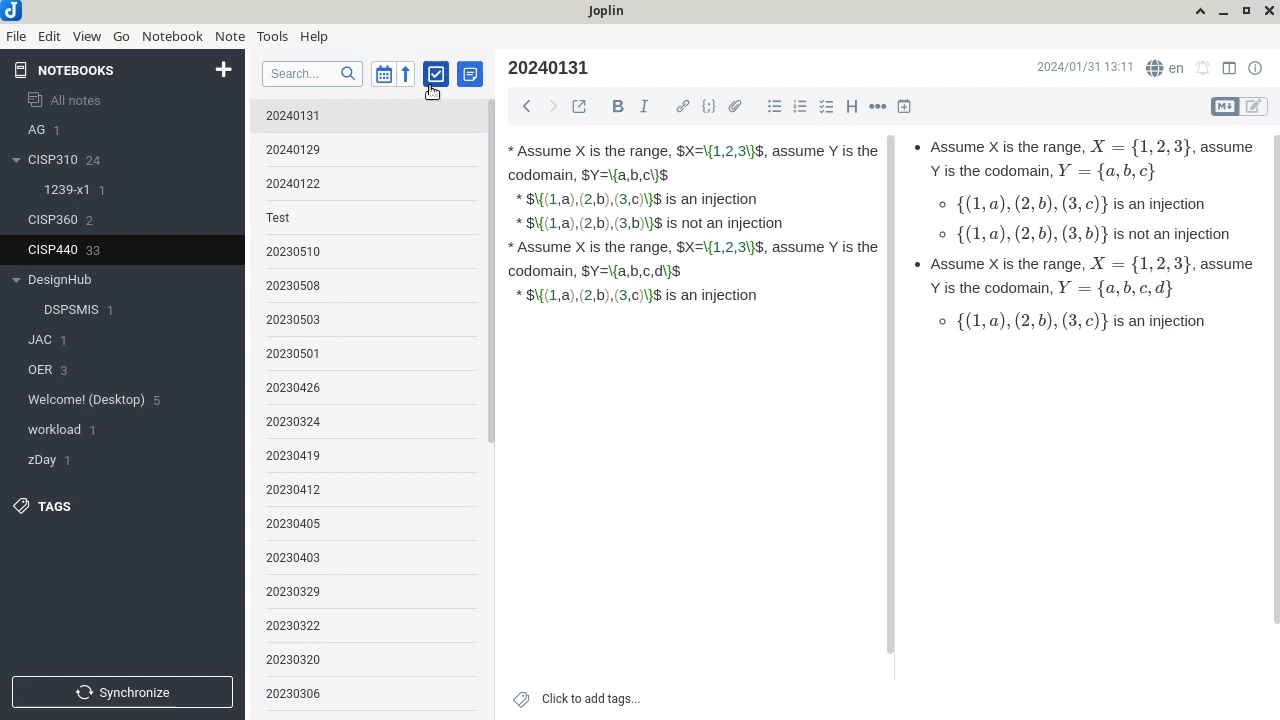 Joplin
File Edit View Go Notebook Note Tools Help
NOTEBOOKS
All notes
AG 1
CISP310 24
1239-x1 1
CISP360 2
CISP440 33
DesignHub
DSPSMIS 1
JAC 1
OER 3
Welcome! (Desktop) 5
workload 1
zDay 1
TAGS
Synchronize
Search...
20240131
20240129
20240122
Test
20230510
20230508
20230503
20230501
20230426
20230324
20230419
20230412
20230405
20230403
20230329
20230322
20230320
20230306
20240131
2024/01/31 13:11 en
B I H
M
* Assume X is the range, $X=\{1,2,3\}$, assume Y is the
codomain, $Y=\{a,b,c\}$
* $\{(1,a),(2,b),(3,c)\}$ is an injection
* $\{(1,a),(2,b),(3,b)\}$ is not an injection
* Assume X is the range, $X=\{1,2,3\}$, assume Y is the
codomain, $Y=\{a,b,c,d\}$
* $\{(1,a),(2,b),(3,c)\}$ is an injection
• Assume X is the range, X = {1, 2, 3}, assume
Y is the codomain, Y = {a, b, c}
◦ {(1, a), (2, b), (3, c)} is an injection
◦ {(1, a), (2, b), (3, b)} is not an injection
• Assume X is the range, X = {1, 2, 3}, assume
Y is the codomain, Y = {a, b, c, d}
◦ {(1, a), (2, b), (3, c)} is an injection
Click to add tags...